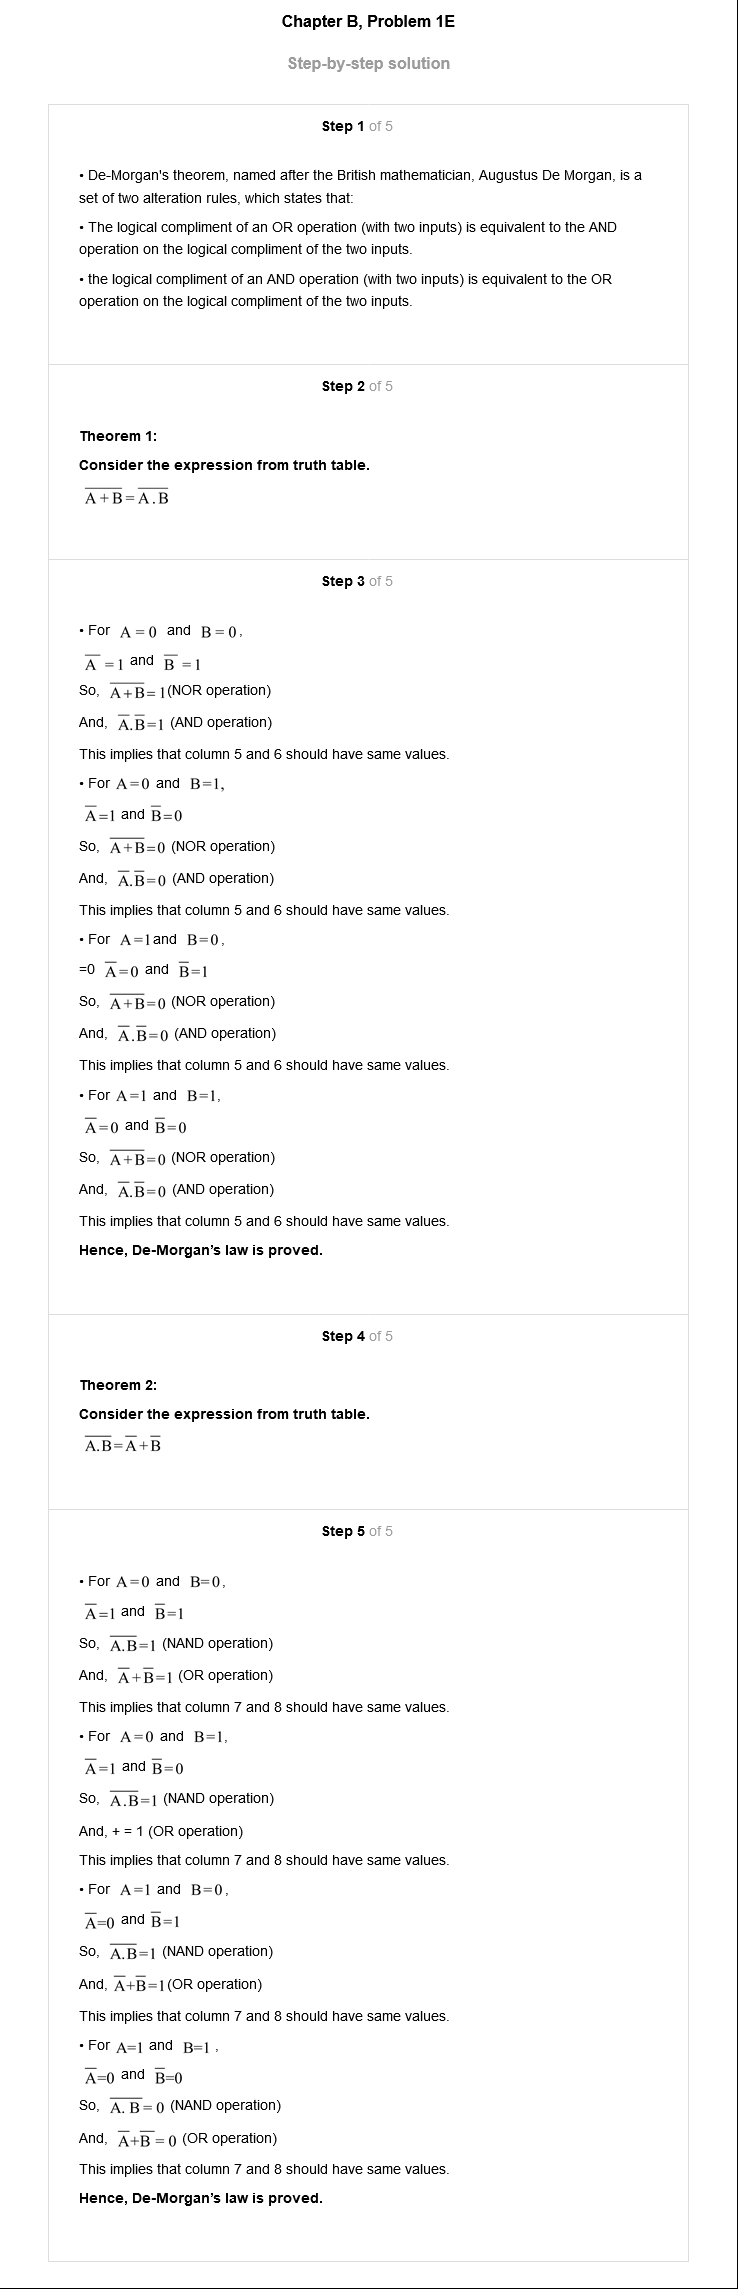 Chapter B, Problem 1E
Step-by-step solution
Step 1 of 5
• De-Morgan's theorem, named after the British mathematician, Augustus De Morgan, is a
set of two alteration rules, which states that:
• The logical compliment of an OR operation (with two inputs) is equivalent to the AND
operation on the logical compliment of the two inputs.
• the logical compliment of an AND operation (with two inputs) is equivalent to the OR
operation on the logical compliment of the two inputs.
Step 2 of 5
Theorem 1:
Consider the expression from truth table.
$\overline{A+B}=\overline{A.B}$
Step 3 of 5
• For A=0 and B=0,
$\overline{A}$ =1 and $\overline{B}$ =1
So, $\overline{A+B}$=1(NOR operation)
And, $\overline{A}.\overline{B}$=1 (AND operation)
This implies that column 5 and 6 should have same values.
• For A=0 and B=1,
$\overline{A}$=1 and $\overline{B}$=0
So, $\overline{A+B}$=0 (NOR operation)
And, $\overline{A}.\overline{B}$=0 (AND operation)
This implies that column 5 and 6 should have same values.
• For A=1and B=0,
=0 $\overline{A}$=0 and $\overline{B}$=1
So, $\overline{A+B}$=0 (NOR operation)
And, $\overline{A}.\overline{B}$=0 (AND operation)
This implies that column 5 and 6 should have same values.
• For A=1 and B=1,
$\overline{A}$=0 and $\overline{B}$=0
So, $\overline{A+B}$=0 (NOR operation)
And, $\overline{A}.\overline{B}$=0 (AND operation)
This implies that column 5 and 6 should have same values.
Hence, De-Morgan’s law is proved.
Step 4 of 5
Theorem 2:
Consider the expression from truth table.
$\overline{A.B}=\overline{A}+\overline{B}$
Step 5 of 5
• For A=0 and B=0,
$\overline{A}$=1 and $\overline{B}$=1
So, $\overline{A.B}$=1 (NAND operation)
And, $\overline{A}+\overline{B}$=1 (OR operation)
This implies that column 7 and 8 should have same values.
• For A=0 and B=1,
$\overline{A}$=1 and $\overline{B}$=0
So, $\overline{A.B}$=1 (NAND operation)
And, + = 1 (OR operation)
This implies that column 7 and 8 should have same values.
• For A=1 and B=0,
$\overline{A}$=0 and $\overline{B}$=1
So, $\overline{A.B}$=1 (NAND operation)
And, $\overline{A}+\overline{B}$=1(OR operation)
This implies that column 7 and 8 should have same values.
• For A=1 and B=1 ,
$\overline{A}$=0 and $\overline{B}$=0
So, $\overline{A. B}$= 0 (NAND operation)
And, $\overline{A}+\overline{B}$ = 0 (OR operation)
This implies that column 7 and 8 should have same values.
Hence, De-Morgan’s law is proved.